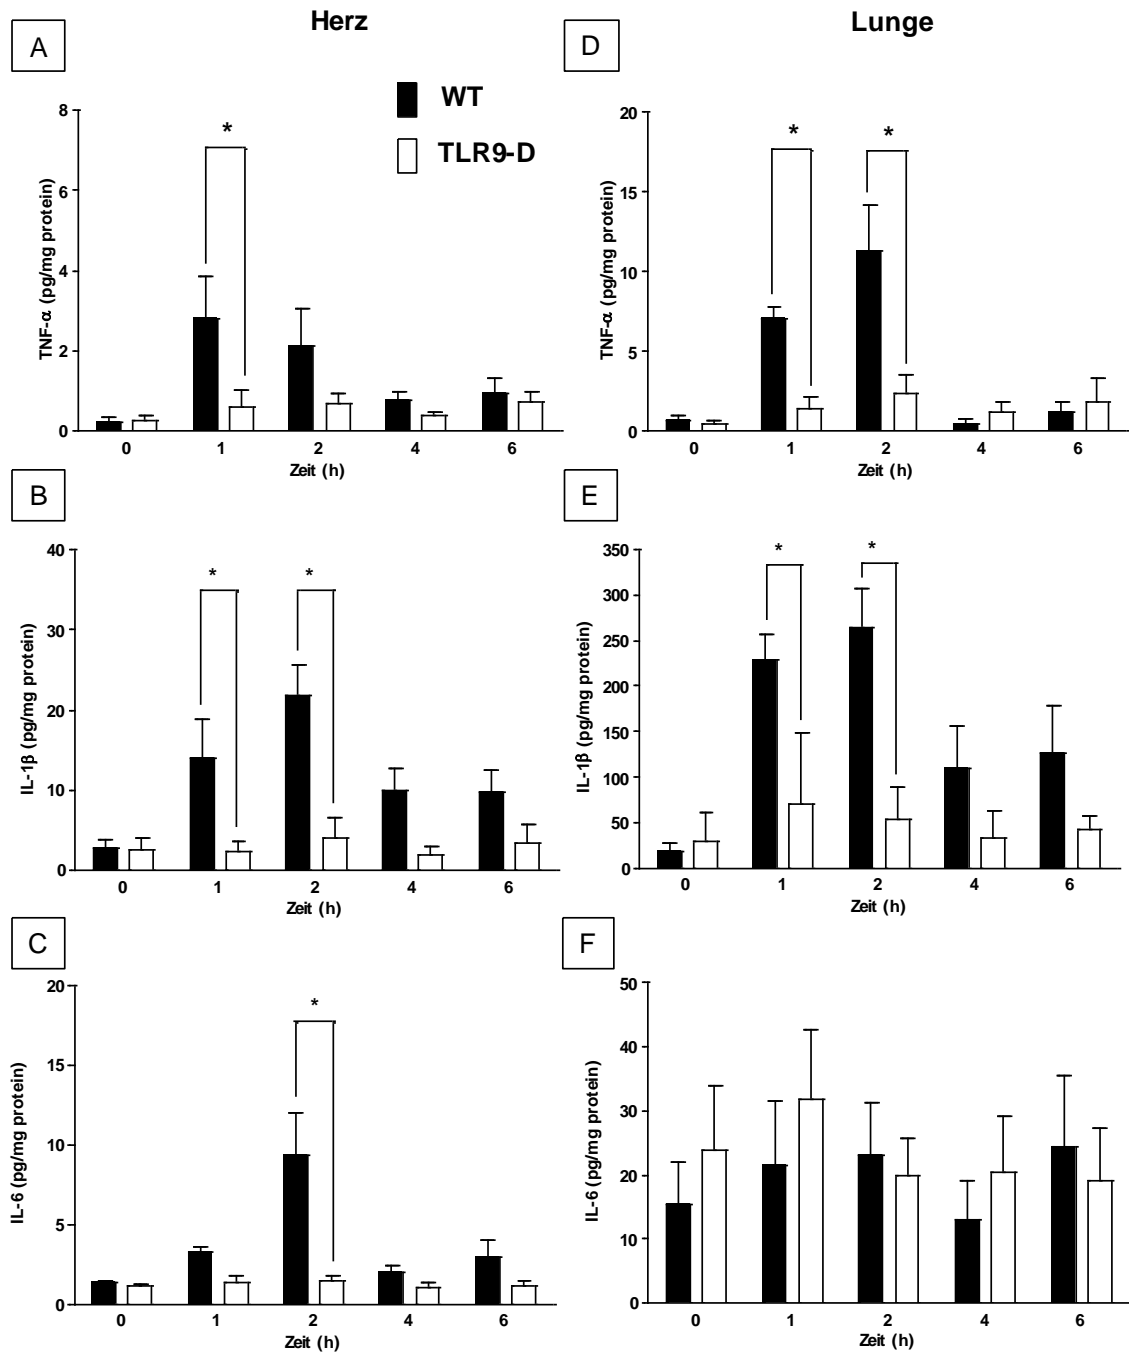 Herz
Lunge
A
WT
TLR9-D
TNF-α (pg/mg protein)
8
6
4
2
0
*
0 1 2 4 6
Zeit (h)
D
TNF-α (pg/mg protein)
20
15
10
5
0
* *
0 1 2 4 6
Zeit (h)
B
IL-1β (pg/mg protein)
40
30
20
10
0
* *
0 1 2 4 6
Zeit (h)
E
IL-1β (pg/mg protein)
350
300
250
200
150
100
50
0
* *
0 1 2 4 6
Zeit (h)
C
IL-6 (pg/mg protein)
20
15
10
5
0
*
0 1 2 4 6
Zeit (h)
F
IL-6 (pg/mg protein)
50
40
30
20
10
0
0 1 2 4 6
Zeit (h)